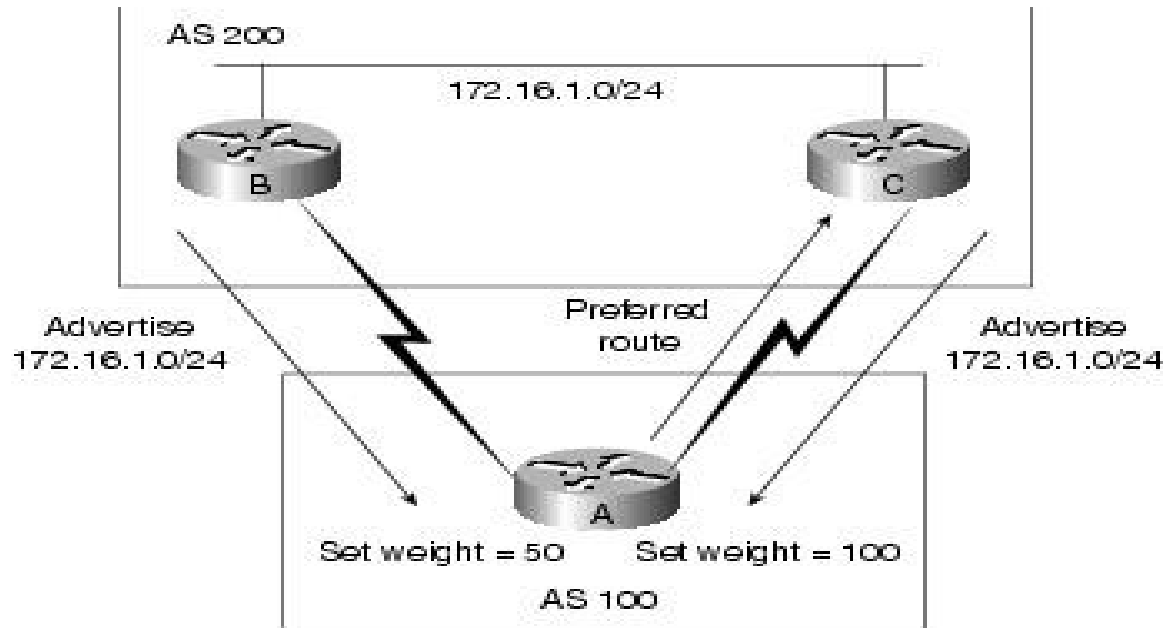 AS 200
172.16.1.0/24
B
C
Advertise
172.16.1.0/24
Preferred
route
Advertise
172.16.1.0/24
A
Set weight = 50
Set weight = 100
AS 100